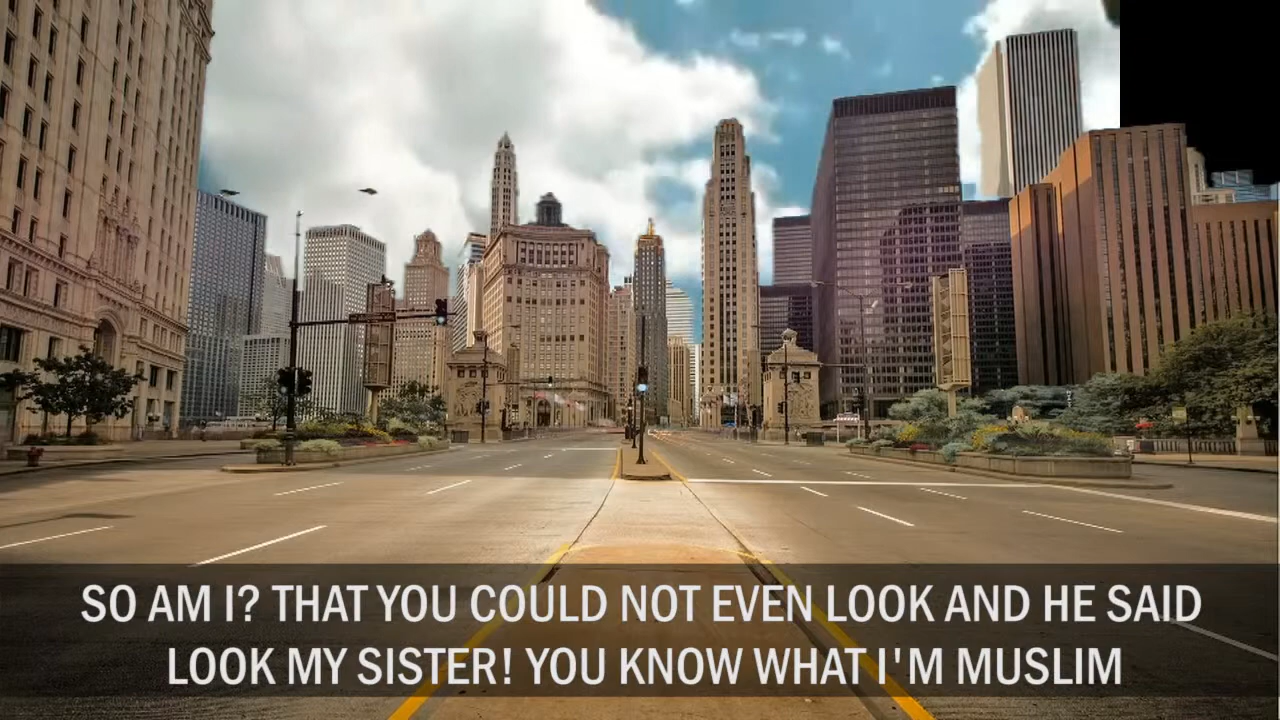 SO AM I? THAT YOU COULD NOT EVEN LOOK AND HE SAID
LOOK MY SISTER! YOU KNOW WHAT I'M MUSLIM